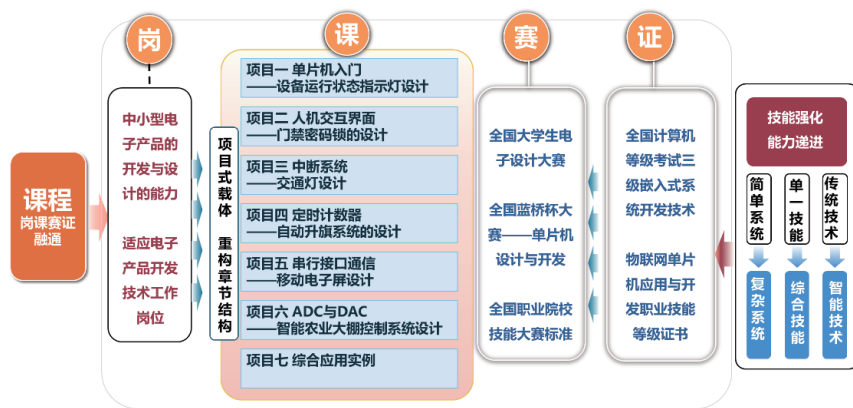 岗
课
赛
证
课程
岗课赛证
融通
中小型电
子产品的
开发与设
计的能力
适应电子
产品开发
技术工作
岗位
项目式载体 重构章节结构
项目一 单片机入门
——设备运行状态指示灯设计
项目二 人机交互界面
——门禁密码锁的设计
项目三 中断系统
——交通灯设计
项目四 定时计数器
——自动升旗系统的设计
项目五 串行接口通信
——移动电子屏设计
项目六 ADC与DAC
——智能农业大棚控制系统设计
项目七 综合应用实例
全国大学生电
子设计大赛
全国蓝桥杯大
赛——单片机
设计与开发
全国职业院校
技能大赛标准
全国计算机
等级考试三
级嵌入式系
统开发技术
物联网单片
机应用与开
发职业技能
等级证书
技能强化
能力递进
简单系统
单一技能
传统技术
复杂系统
综合技能
智能技术